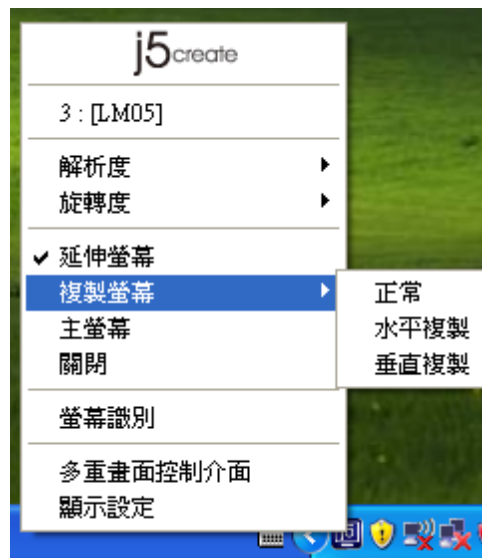 j5create
3 : [LM05]
解析度
旋轉度
延伸螢幕
複製螢幕
正常
水平複製
垂直複製
主螢幕
關閉
螢幕識別
多重畫面控制介面
顯示設定